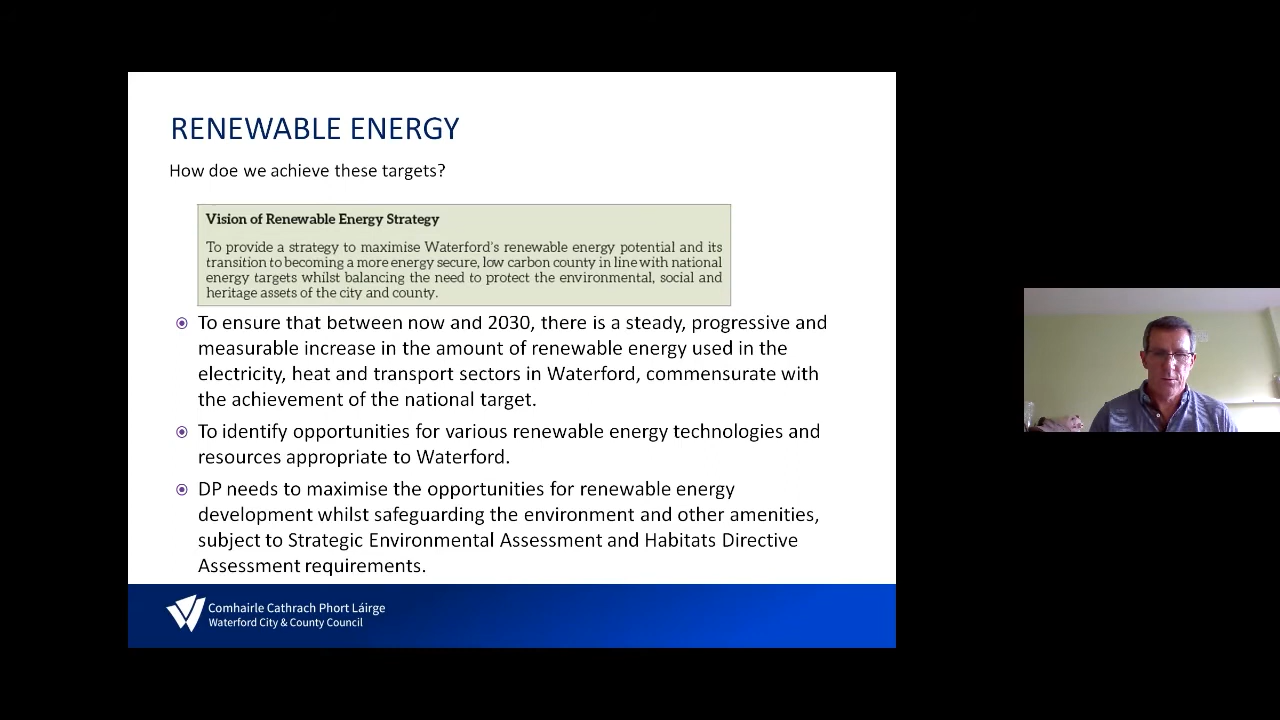 RENEWABLE ENERGY
How doe we achieve these targets?
Vision of Renewable Energy Strategy
To provide a strategy to maximise Waterford's renewable energy potential and its
transition to becoming a more energy secure, low carbon county in line with national
energy targets whilst balancing the need to protect the environmental, social and
heritage assets of the city and county.
To ensure that between now and 2030, there is a steady, progressive and
measurable increase in the amount of renewable energy used in the
electricity, heat and transport sectors in Waterford, commensurate with
the achievement of the national target.
To identify opportunities for various renewable energy technologies and
resources appropriate to Waterford.
DP needs to maximise the opportunities for renewable energy
development whilst safeguarding the environment and other amenities,
subject to Strategic Environmental Assessment and Habitats Directive
Assessment requirements.
Comhairle Cathrach Phort Láirge
Waterford City & County Council